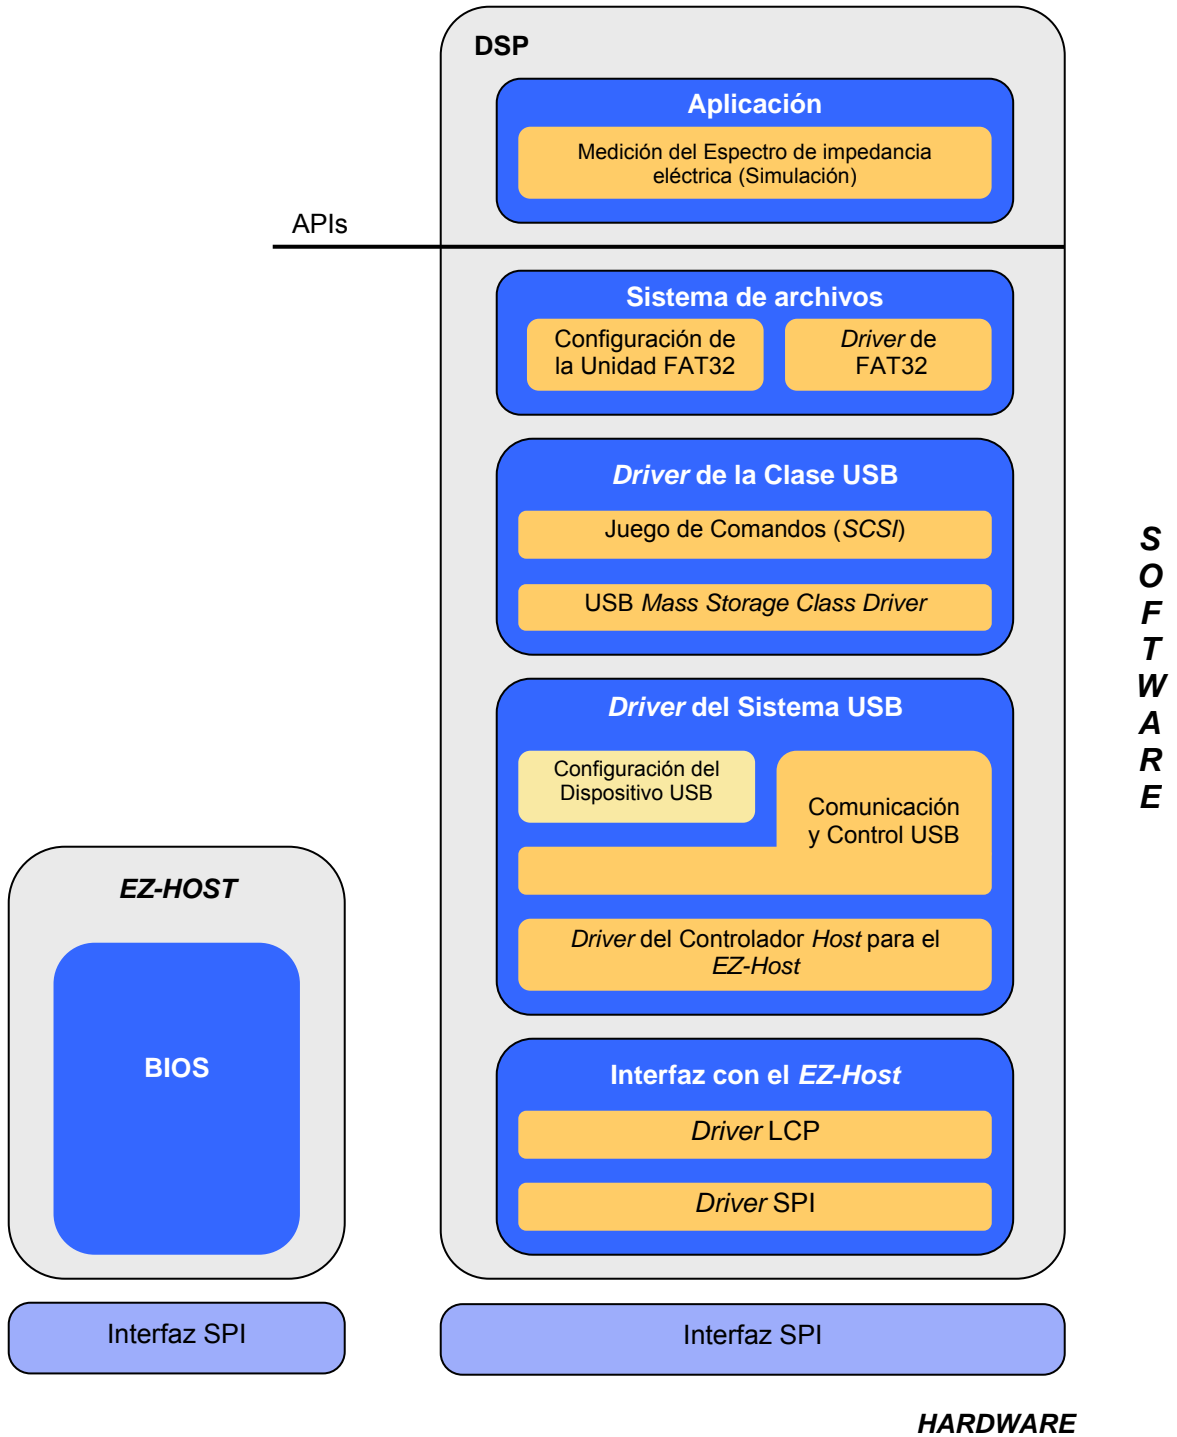 DSP
Aplicación
Medición del Espectro de impedancia
eléctrica (Simulación)
APIs
Sistema de archivos
Configuración de
la Unidad FAT32
Driver de
FAT32
Driver de la Clase USB
Juego de Comandos (SCSI)
USB Mass Storage Class Driver
Driver del Sistema USB
Configuración del
Dispositivo USB
Comunicación
y Control USB
Driver del Controlador Host para el
EZ-Host
Interfaz con el EZ-Host
Driver LCP
Driver SPI
Interfaz SPI
EZ-HOST
BIOS
Interfaz SPI
S
O
F
T
W
A
R
E
HARDWARE